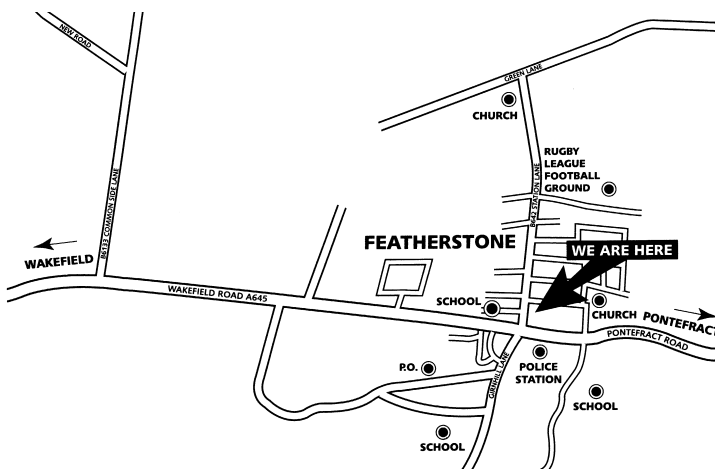 NEW ROAD
GREEN LANE
CHURCH
RUGBY
LEAGUE
FOOTBALL
GROUND
B6133 COMMON SIDE LANE
B642 STATION LANE
FEATHERSTONE
WE ARE HERE
WAKEFIELD
WAKEFIELD ROAD A645
SCHOOL
CHURCH
PONTEFRACT
PONTEFRACT ROAD
GIRNHILL LANE
P.O.
POLICE
STATION
SCHOOL
SCHOOL